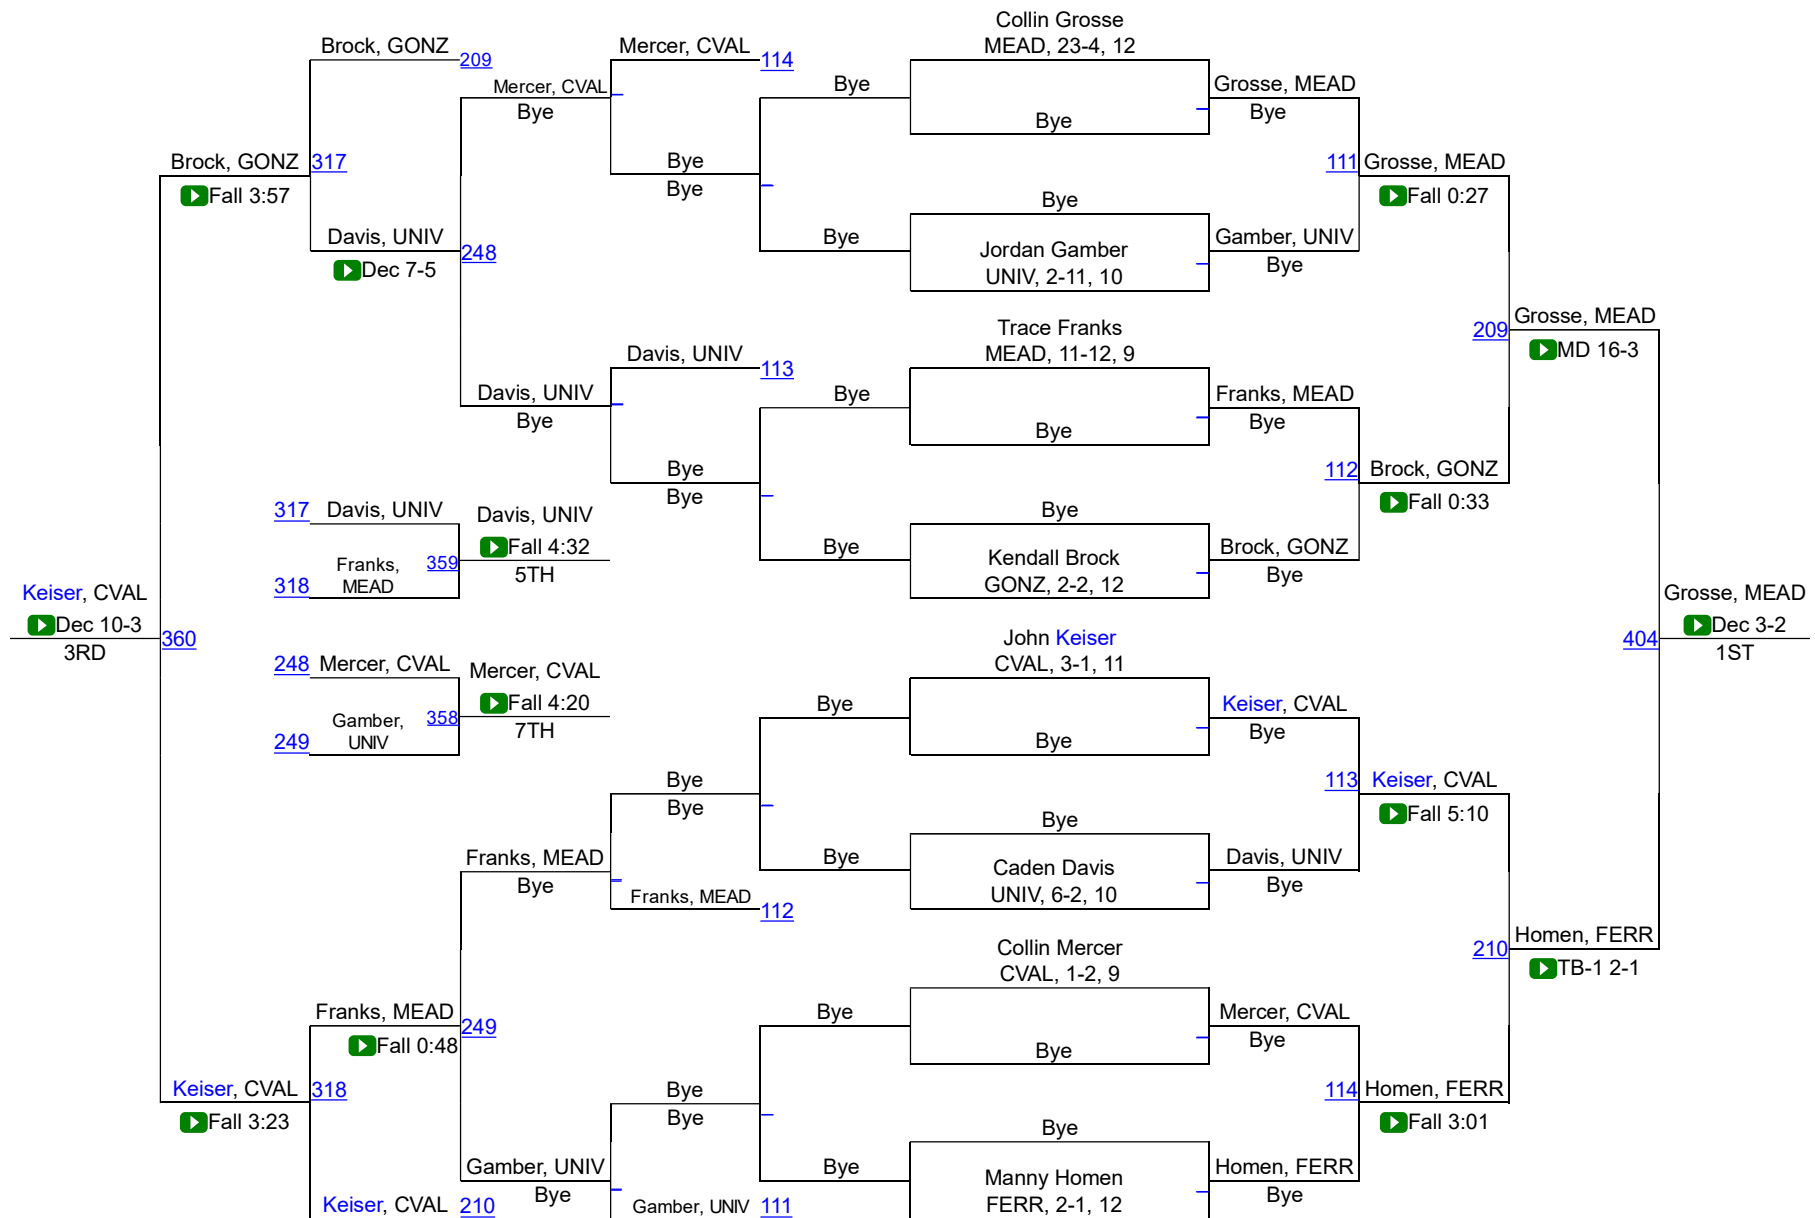 Collin Grosse
Brock, GONZ
209
Mercer, CVAL
114
MEAD, 23-4, 12
Mercer, CVAL
Bye
Bye
Grosse, MEAD
Bye
Bye
Brock, GONZ
317
Fall 3:57
Bye
Bye
111
Grosse, MEAD
Fall 0:27
Bye
Davis, UNIV
248
Dec 7-5
Bye
Jordan Gamber
UNIV, 2-11, 10
Gamber, UNIV
Bye
Grosse, MEAD
209
MD 16-3
Trace Franks
MEAD, 11-12, 9
Davis, UNIV
113
Davis, UNIV
Bye
Bye
Franks, MEAD
Bye
Bye
Bye
Bye
112
Brock, GONZ
Fall 0:33
317
Davis, UNIV
Davis, UNIV
Fall 4:32
5TH
Franks,
MEAD
359
318
Bye
Bye
Kendall Brock
GONZ, 2-2, 12
Brock, GONZ
Bye
Keiser, CVAL
Dec 10-3
3RD
360
Grosse, MEAD
Dec 3-2
1ST
404
John Keiser
CVAL, 3-1, 11
248
Mercer, CVAL
Mercer, CVAL
Fall 4:20
7TH
Gamber,
UNIV
358
249
Bye
Bye
Keiser, CVAL
Bye
Bye
Bye
113
Keiser, CVAL
Fall 5:10
Bye
Franks, MEAD
Bye
Bye
Caden Davis
UNIV, 6-2, 10
Davis, UNIV
Bye
Franks, MEAD
112
Collin Mercer
CVAL, 1-2, 9
210
Homen, FERR
TB-1 2-1
Franks, MEAD
249
Fall 0:48
Bye
Bye
Mercer, CVAL
Bye
Keiser, CVAL
318
Fall 3:23
Bye
Bye
114
Homen, FERR
Fall 3:01
Bye
Gamber, UNIV
Bye
Bye
Manny Homen
FERR, 2-1, 12
Homen, FERR
Bye
Keiser, CVAL
210
Gamber, UNIV
111